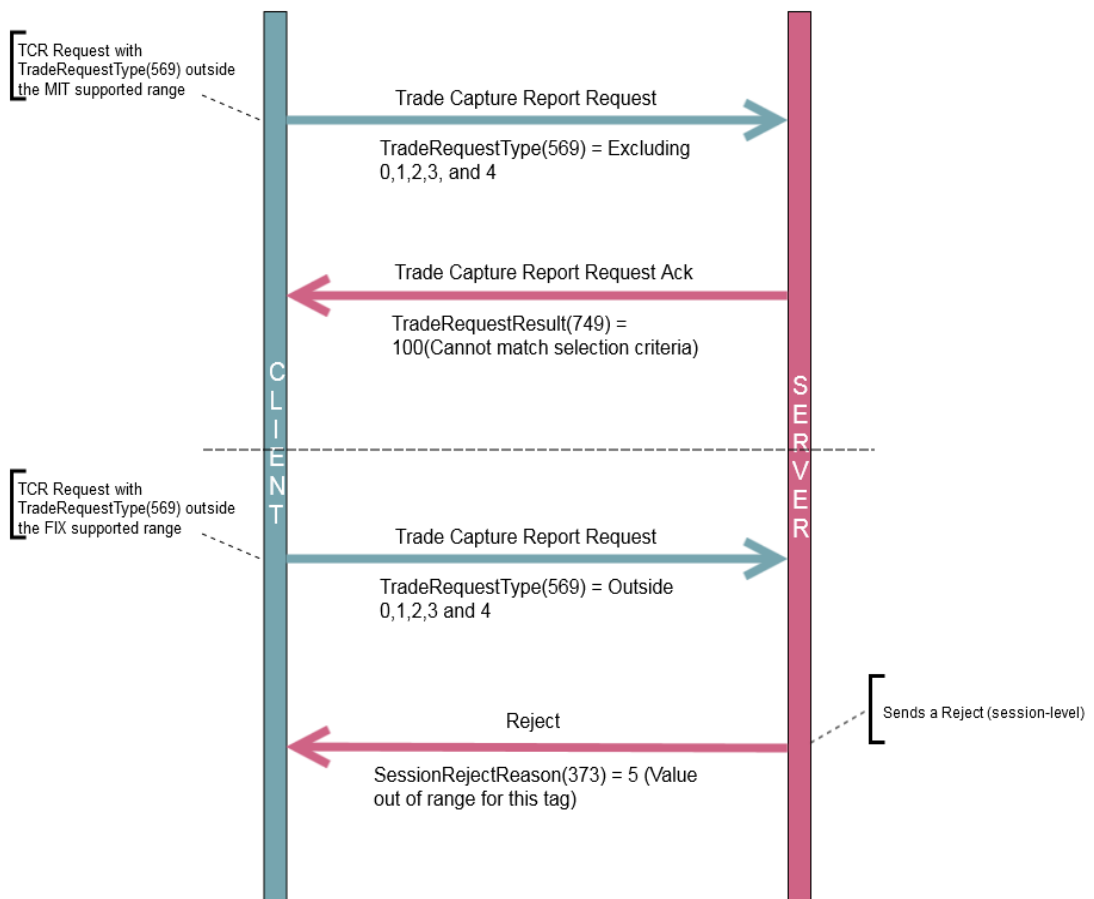 TCR Request with
TradeRequestType(569) outside
the MIT supported range
Trade Capture Report Request
TradeRequestType(569) = Excluding
0,1,2,3, and 4
Trade Capture Report Request Ack
TradeRequestResult(749) =
100(Cannot match selection criteria)
CLIENT
SERVER
TCR Request with
TradeRequestType(569) outside
the FIX supported range
Trade Capture Report Request
TradeRequestType(569) = Outside
0,1,2,3 and 4
Reject
Sends a Reject (session-level)
SessionRejectReason(373) = 5 (Value
out of range for this tag)